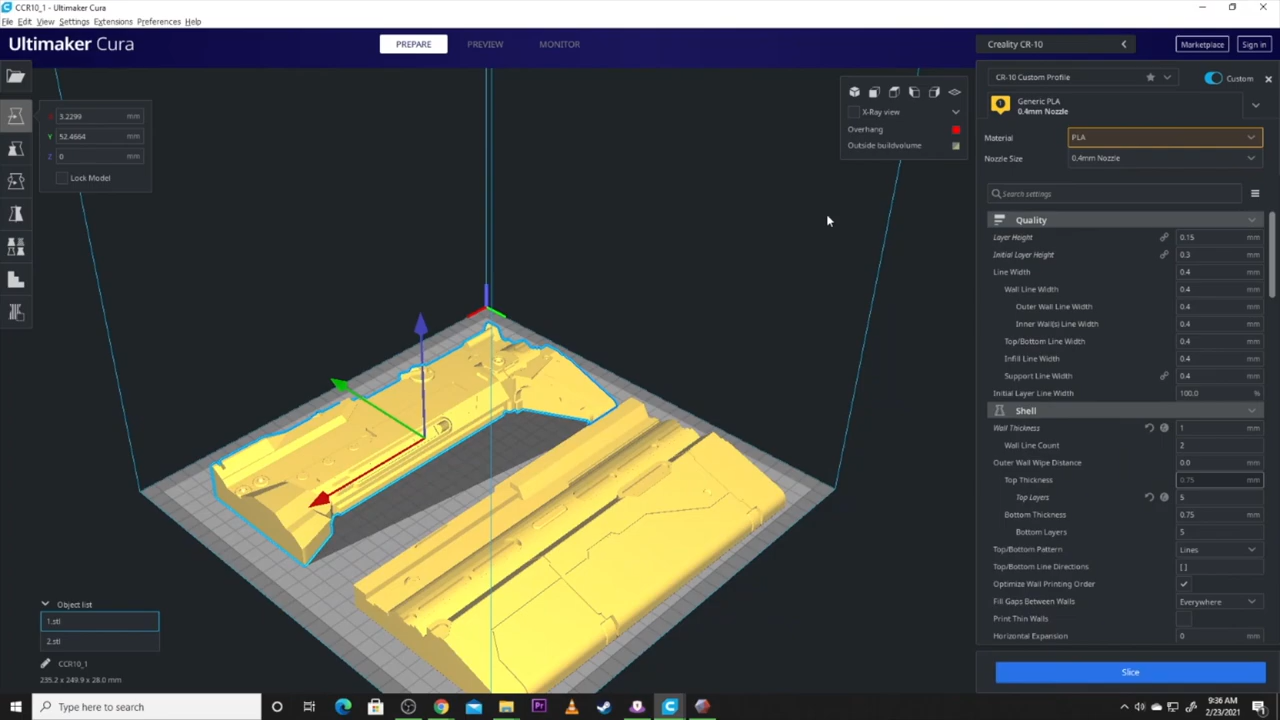 CCR10_1 - Ultimaker Cura
File Edit View Settings Extensions Preferences Help
Ultimaker Cura
PREPARE PREVIEW MONITOR
Creality CR-10
Marketplace Sign in
X 3.2299 mm
Y 52.4664 mm
Z 0 mm
Lock Model
X-Ray view
Overhang
Outside buildvolume
CR-10 Custom Profile
Custom
1
Generic PLA
0.4mm Nozzle
Material PLA
Nozzle Size 0.4mm Nozzle
Search settings
Quality
Layer Height 0.15 mm
Initial Layer Height 0.3 mm
Line Width 0.4 mm
Wall Line Width 0.4 mm
Outer Wall Line Width 0.4 mm
Inner Wall(s) Line Width 0.4 mm
Top/Bottom Line Width 0.4 mm
Infill Line Width 0.4 mm
Support Line Width 0.4 mm
Initial Layer Line Width 100.0 %
Shell
Wall Thickness 1 mm
Wall Line Count 2
Outer Wall Wipe Distance 0.0 mm
Top Thickness 0.75 mm
Top Layers 5
Bottom Thickness 0.75 mm
Bottom Layers 5
Top/Bottom Pattern Lines
Top/Bottom Line Directions [ ]
Optimize Wall Printing Order
Fill Gaps Between Walls Everywhere
Print Thin Walls
Horizontal Expansion 0 mm
Slice
Object list
1.stl
2.stl
CCR10_1
235.2 x 249.9 x 28.0 mm
Type here to search
Pr
9:36 AM
2/23/2021